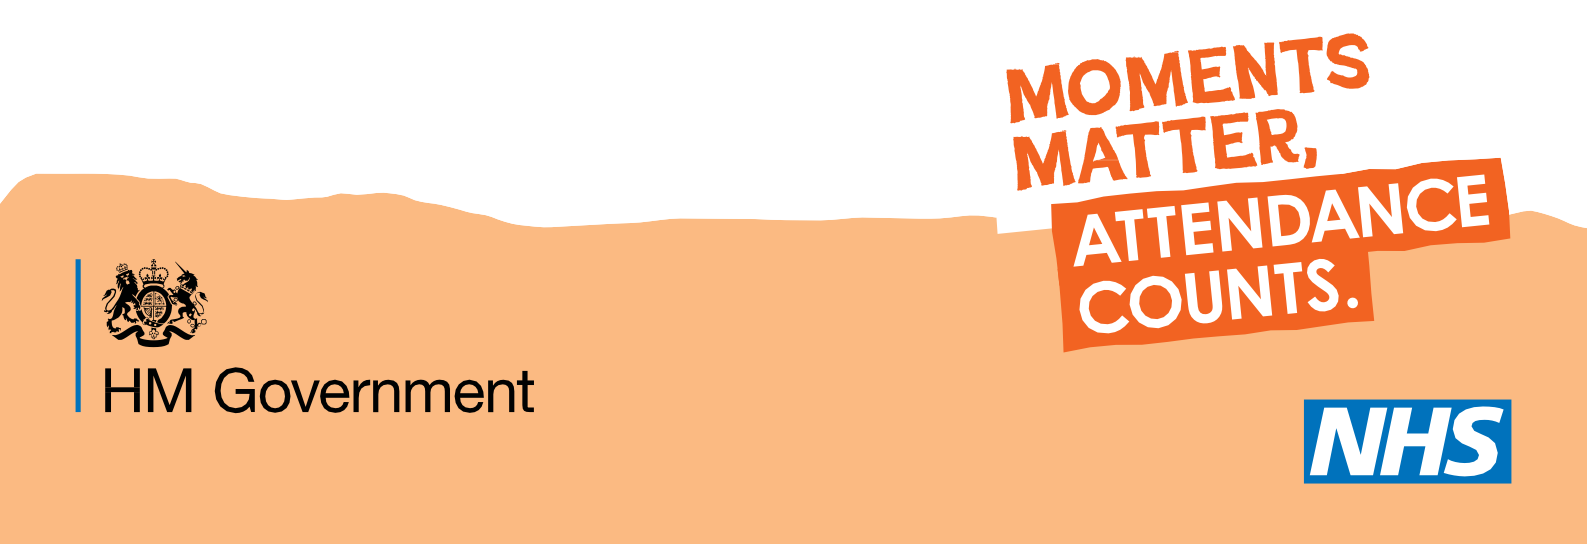 MOMENTS
MATTER,
ATTENDANCE
COUNTS.
HM Government
NHS